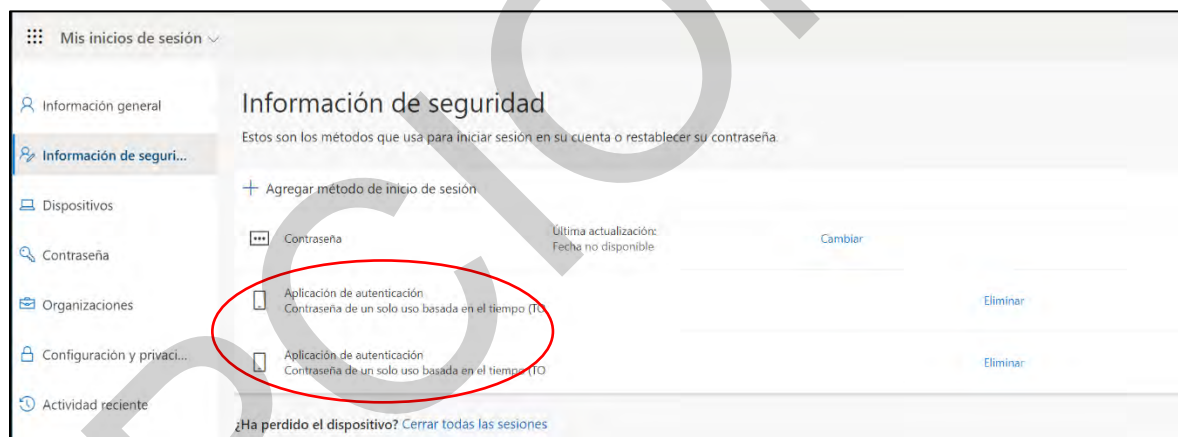 Mis inicios de sesión
Información general
Información de seguri...
Dispositivos
Contraseña
Organizaciones
Configuración y privaci...
Actividad reciente
Información de seguridad
Estos son los métodos que usa para iniciar sesión en su cuenta o restablecer su contraseña.
+ Agregar método de inicio de sesión
Contraseña
Última actualización:
Fecha no disponible
Cambiar
Aplicación de autenticación
Contraseña de un solo uso basada en el tiempo (TO
Eliminar
Aplicación de autenticación
Contraseña de un solo uso basada en el tiempo (TO
Eliminar
¿Ha perdido el dispositivo? Cerrar todas las sesiones